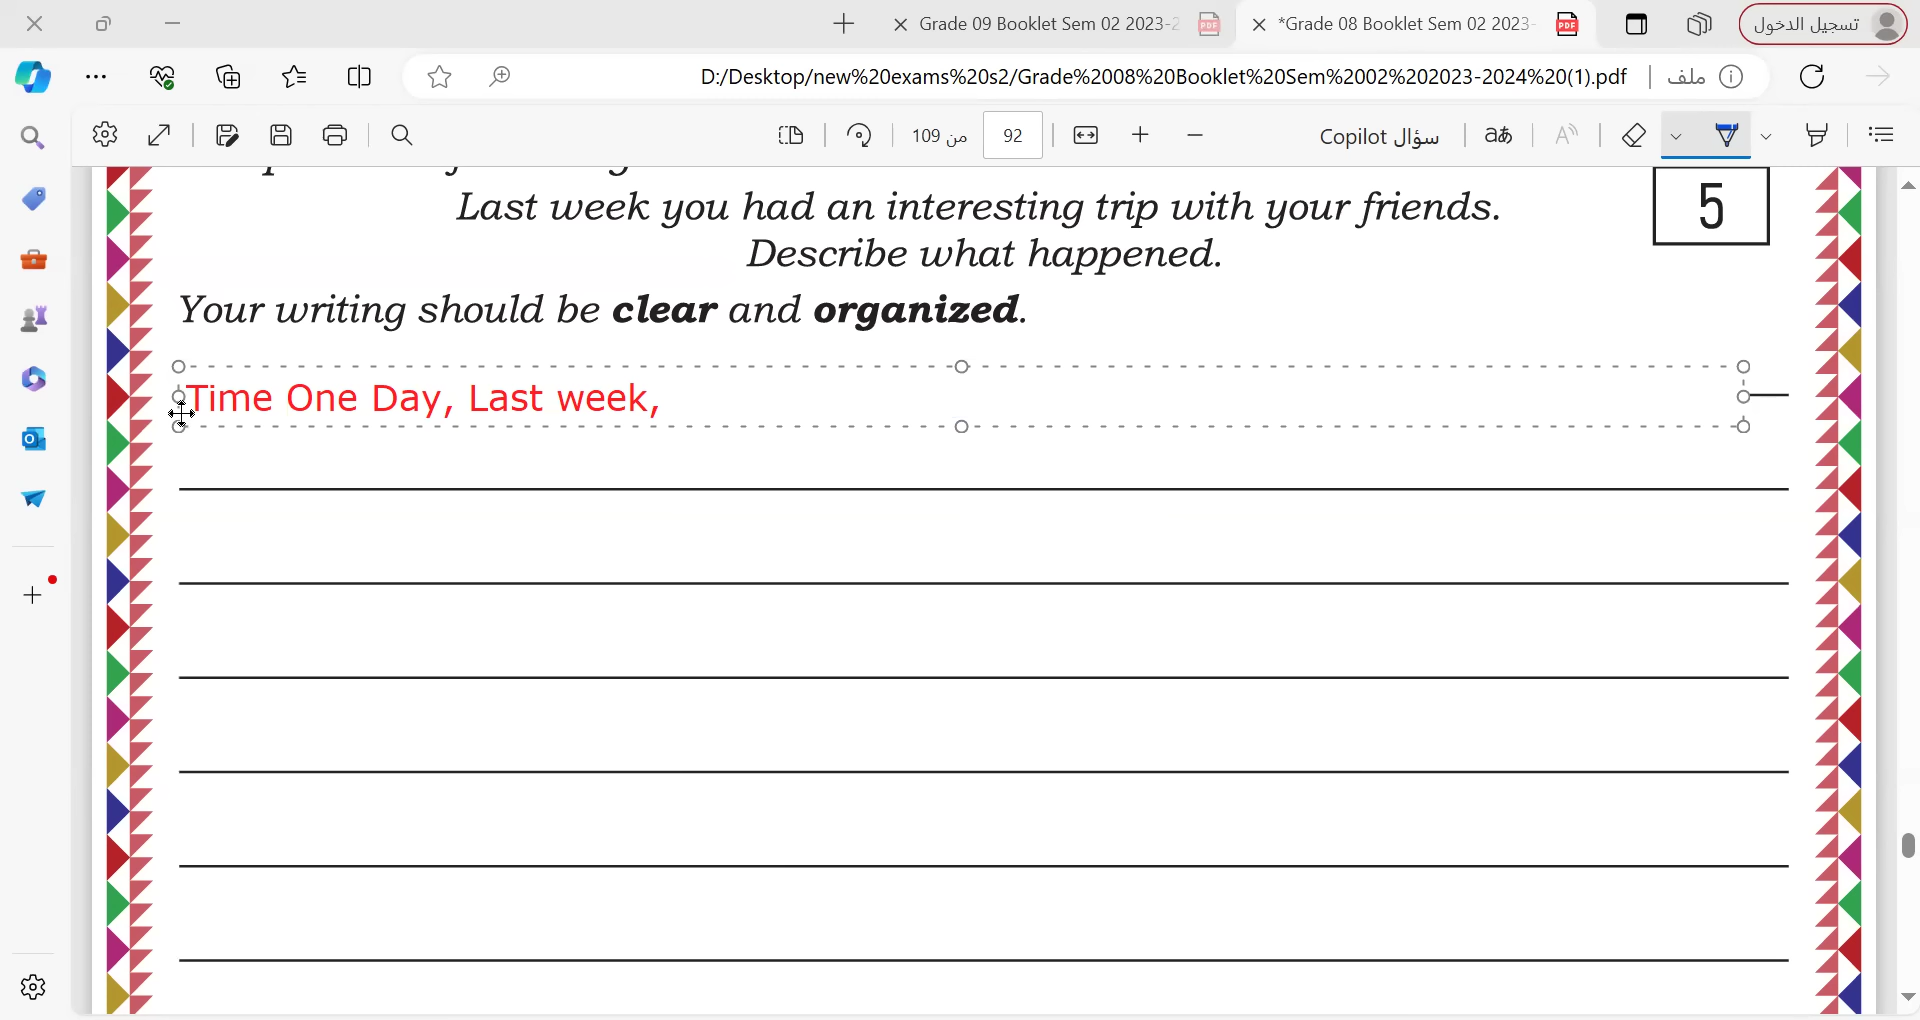 Grade 09 Booklet Sem 02 2023-2
*Grade 08 Booklet Sem 02 2023-
تسجيل الدخول
D:/Desktop/new%20exams%20s2/Grade%2008%20Booklet%20Sem%2002%202023-2024%20(1).pdf
ملف
من 109
92
سؤال Copilot
aあ
Last week you had an interesting trip with your friends.
5
Describe what happened.
Your writing should be clear and organized.
Time One Day, Last week,